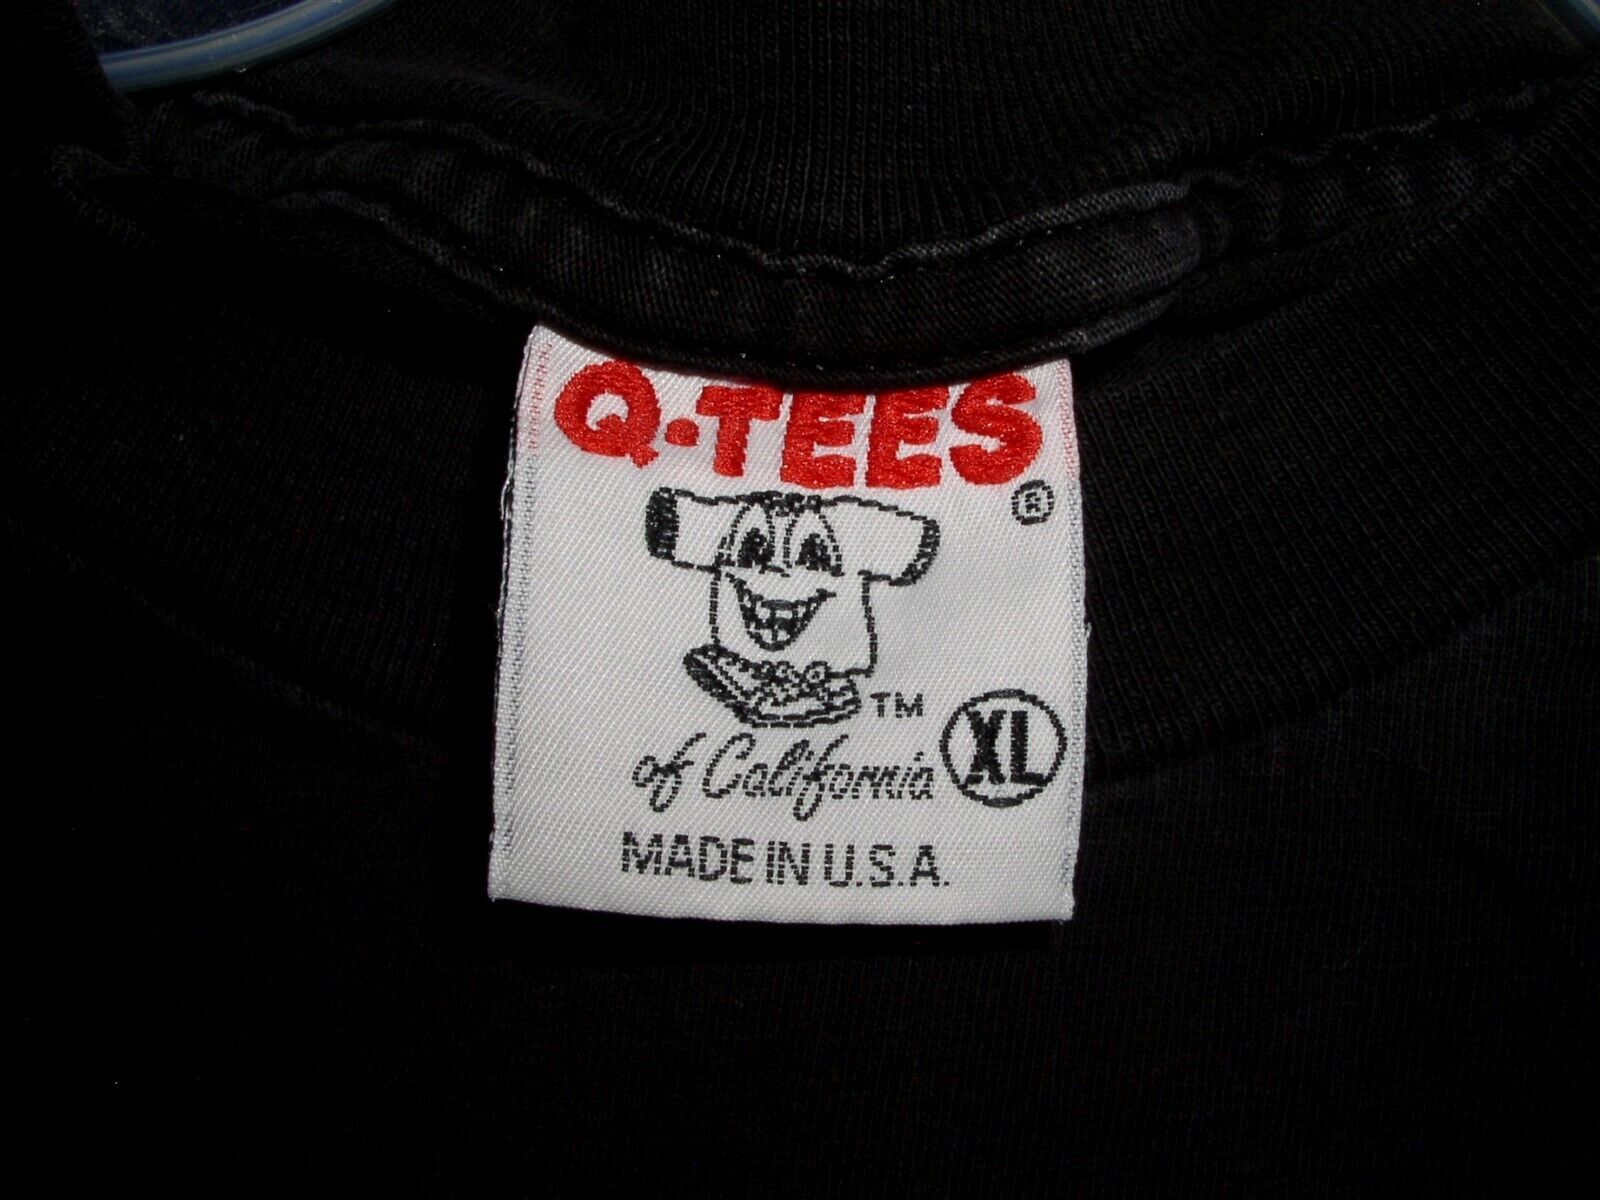 Q-TEES
®
TM
of California XL
MADE IN U.S.A.